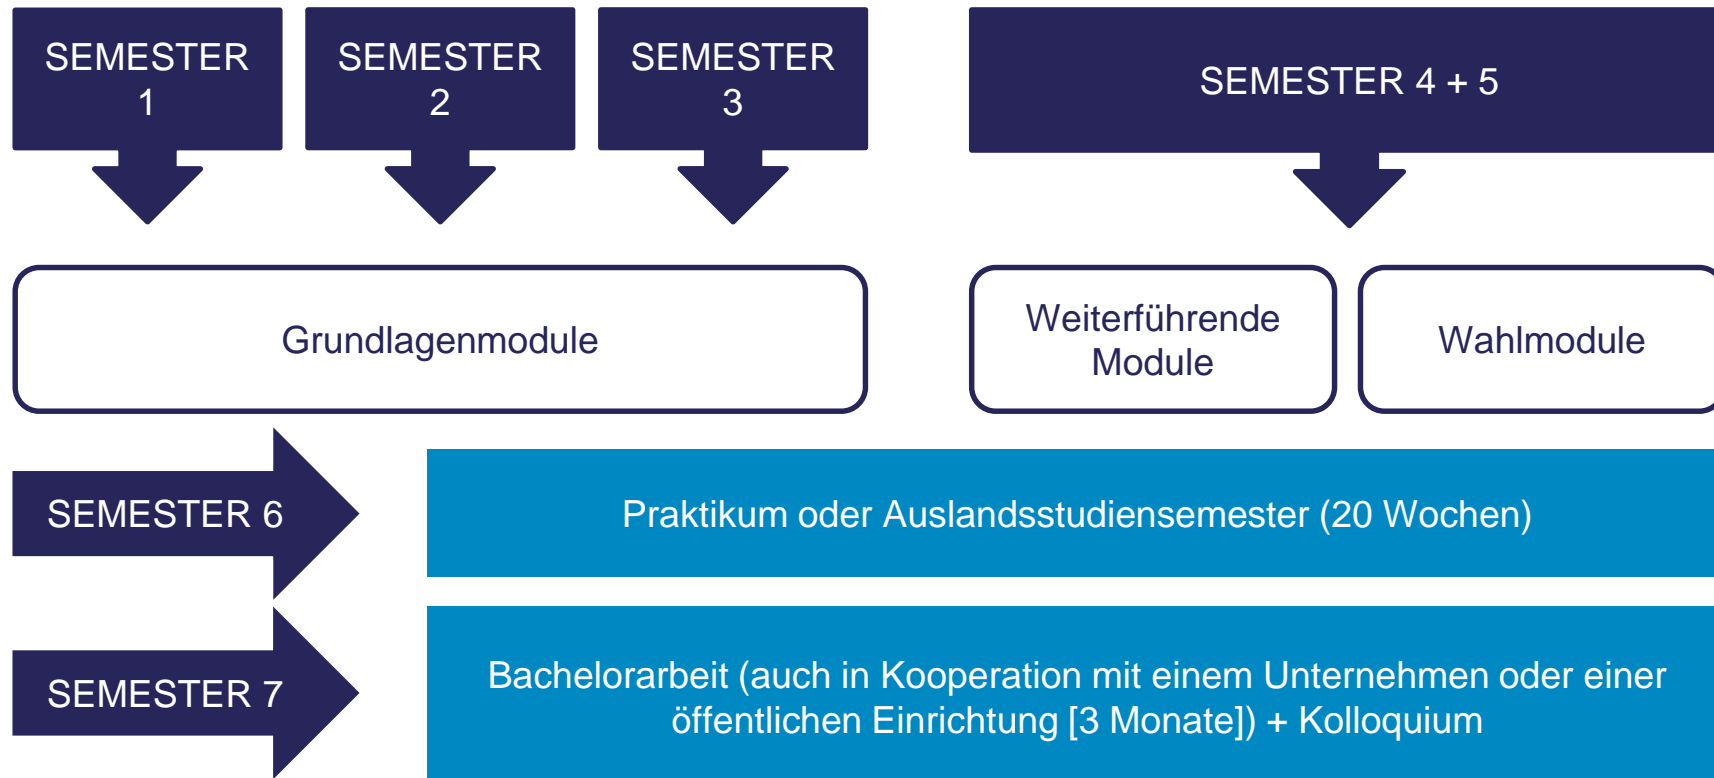 SEMESTER
1
SEMESTER
2
SEMESTER
3
SEMESTER 4 + 5
Grundlagenmodule
Weiterführende
Module
Wahlmodule
SEMESTER 6
Praktikum oder Auslandsstudiensemester (20 Wochen)
SEMESTER 7
Bachelorarbeit (auch in Kooperation mit einem Unternehmen oder einer
öffentlichen Einrichtung [3 Monate]) + Kolloquium